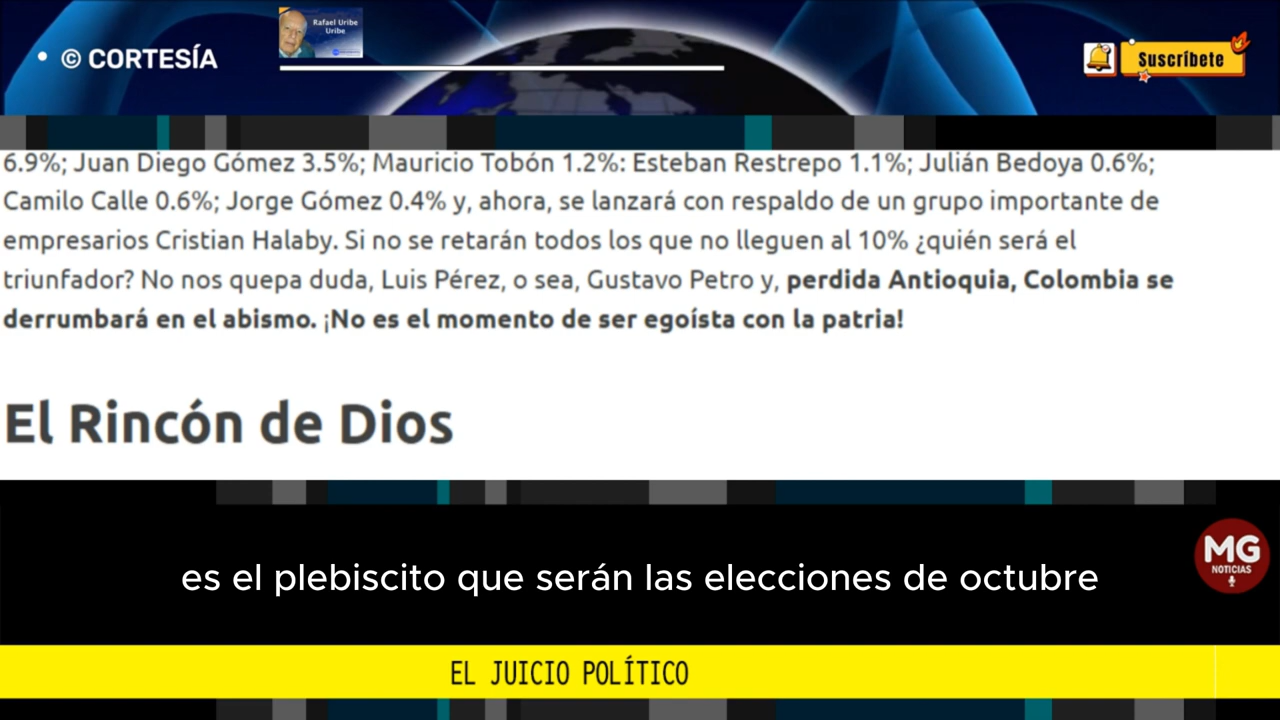 • © CORTESÍA
Rafael Uribe
Uribe
Suscríbete
6.9%; Juan Diego Gómez 3.5%; Mauricio Tobón 1.2%: Esteban Restrepo 1.1%; Julián Bedoya 0.6%;
Camilo Calle 0.6%; Jorge Gómez 0.4% y, ahora, se lanzará con respaldo de un grupo importante de
empresarios Cristian Halaby. Si no se retarán todos los que no lleguen al 10% ¿quién será el
triunfador? No nos quepa duda, Luis Pérez, o sea, Gustavo Petro y, perdida Antioquia, Colombia se
derrumbará en el abismo. ¡No es el momento de ser egoísta con la patria!
El Rincón de Dios
MG
NOTICIAS
es el plebiscito que serán las elecciones de octubre
EL JUICIO POLÍTICO